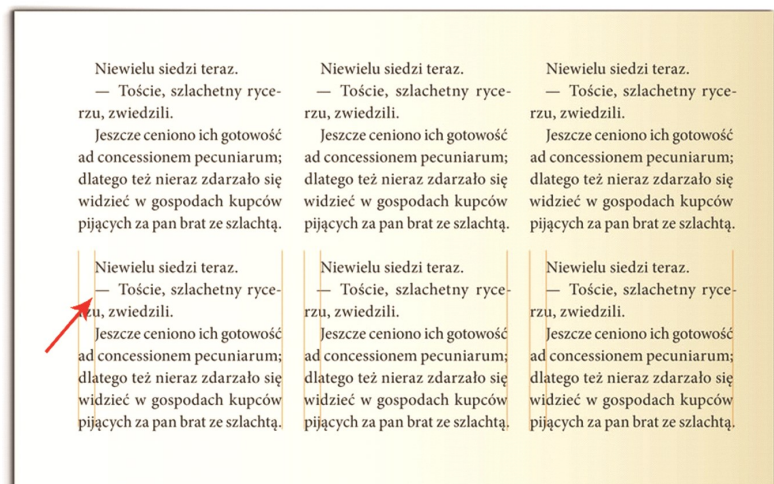 Niewielu siedzi teraz.
— Toście, szlachetny ryce-
rzu, zwiedzili.
Jeszcze ceniono ich gotowość
ad concessionem pecuniarum;
dlatego też nieraz zdarzało się
widzieć w gospodach kupców
pijących za pan brat ze szlachtą.
Niewielu siedzi teraz.
— Toście, szlachetny ryce-
rzu, zwiedzili.
Jeszcze ceniono ich gotowość
ad concessionem pecuniarum;
dlatego też nieraz zdarzało się
widzieć w gospodach kupców
pijących za pan brat ze szlachtą.
Niewielu siedzi teraz.
— Toście, szlachetny ryce-
rzu, zwiedzili.
Jeszcze ceniono ich gotowość
ad concessionem pecuniarum;
dlatego też nieraz zdarzało się
widzieć w gospodach kupców
pijących za pan brat ze szlachtą.
Niewielu siedzi teraz.
— Toście, szlachetny ryce-
rzu, zwiedzili.
Jeszcze ceniono ich gotowość
ad concessionem pecuniarum;
dlatego też nieraz zdarzało się
widzieć w gospodach kupców
pijących za pan brat ze szlachtą.
Niewielu siedzi teraz.
— Toście, szlachetny ryce-
rzu, zwiedzili.
Jeszcze ceniono ich gotowość
ad concessionem pecuniarum;
dlatego też nieraz zdarzało się
widzieć w gospodach kupców
pijących za pan brat ze szlachtą.
Niewielu siedzi teraz.
— Toście, szlachetny ryce-
rzu, zwiedzili.
Jeszcze ceniono ich gotowość
ad concessionem pecuniarum;
dlatego też nieraz zdarzało się
widzieć w gospodach kupców
pijących za pan brat ze szlachtą.